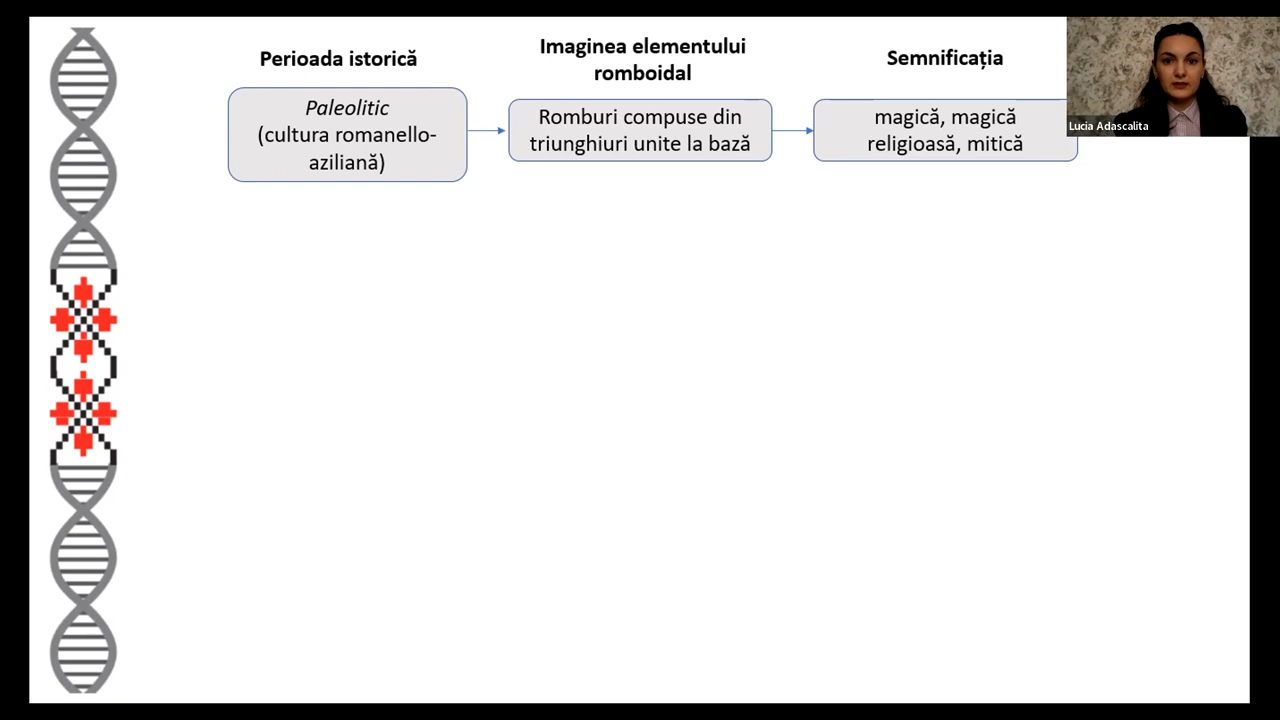 Perioada istorică
Imaginea elementului
romboidal
Semnificația
Paleolitic
(cultura romanello-
aziliană)
Romburi compuse din
triunghiuri unite la bază
magică, magică
religioasă, mitică
Lucia Adascalita